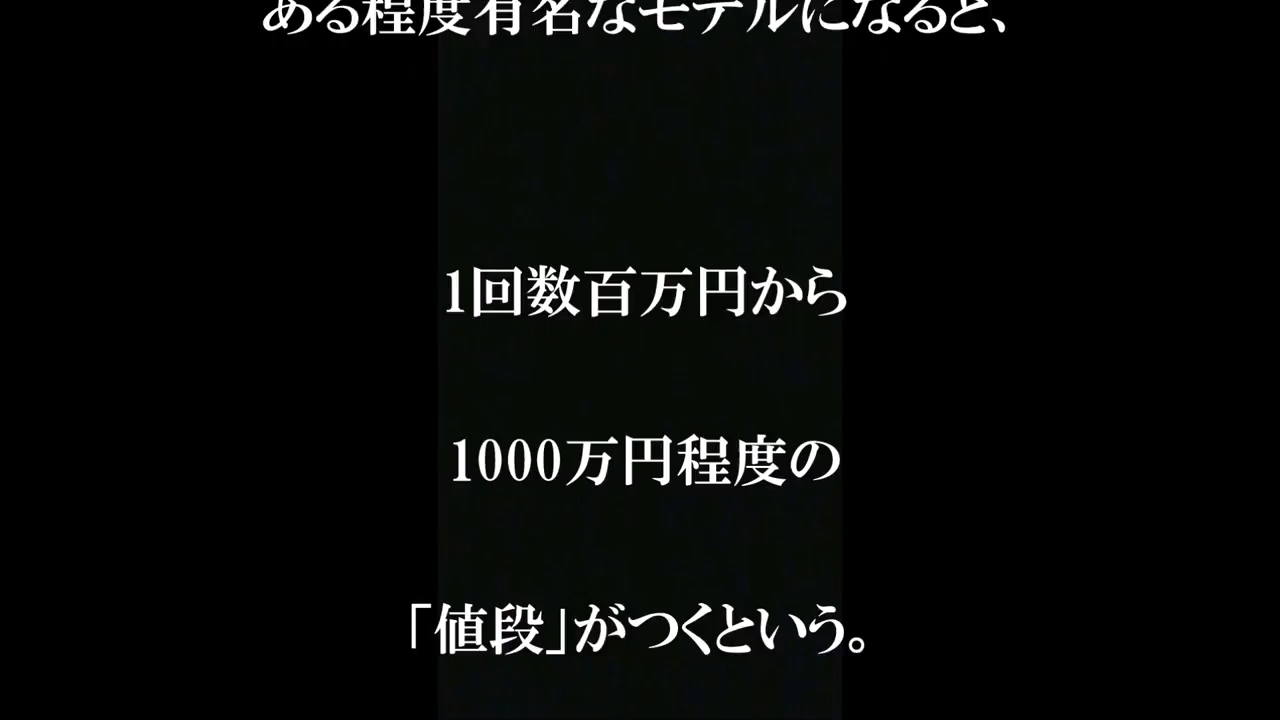 ある程度有名なモデルになると、
1回数百万円から
1000万円程度の
「値段」がつくという。